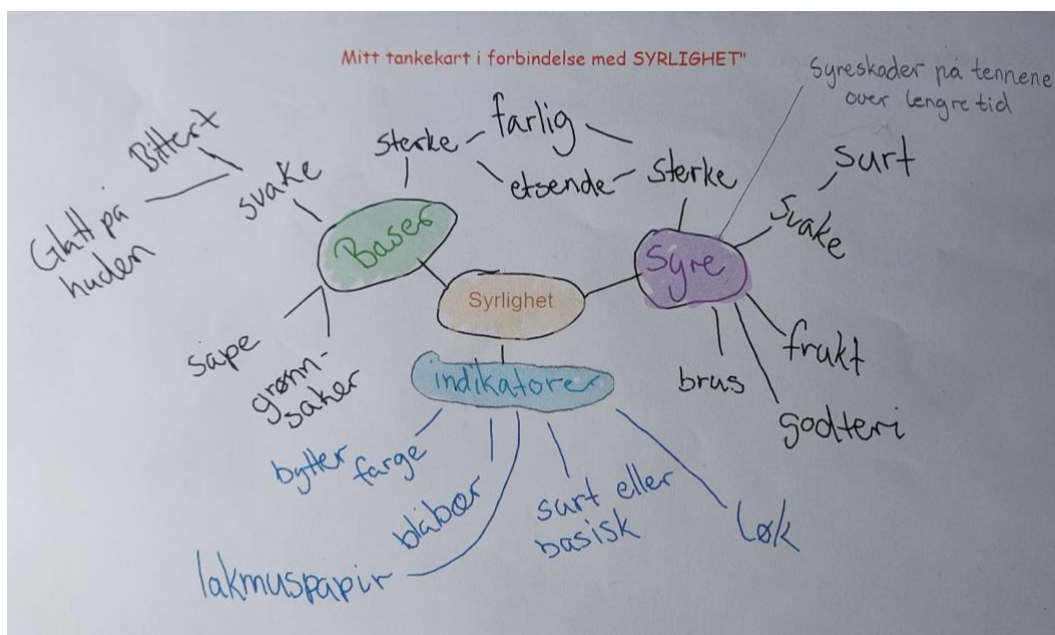 Mitt tankekart i forbindelse med SYRLIGHET"
Syreskader på tennene
over lengre tid
Bittert
Glatt på
huden
svake
sterke
farlig
etsende
sterke
surt
svake
Baser
Syrlighet
Syre
såpe
grønn-
saker
indikatorer
brus
frukt
godteri
bytter
farge
blåbær
lakmuspapir
surt eller
basisk
løk